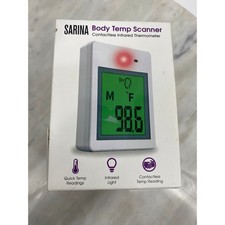 SARINA Body Temp Scanner
Contactless Infrared Thermometer
M °F
98.6
Quick Temp
Readings
Infrared
Light
Contactless
Temp Reading